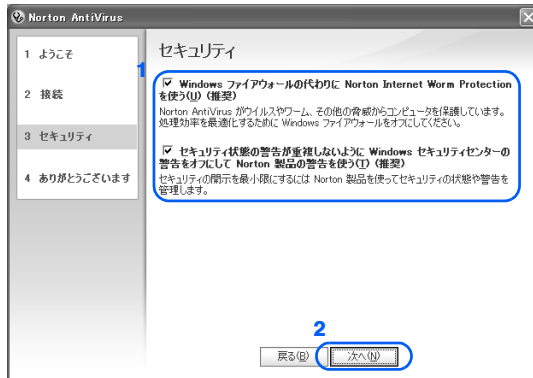 Norton AntiVirus
1 ようこそ
2 接続
3 セキュリティ
4 ありがとうございます
セキュリティ
1
Windows ファイアウォールの代わりに Norton Internet Worm Protection
を使う(U) (推奨)
Norton AntiVirus がウイルスやワーム、その他の脅威からコンピュータを保護しています。
処理効率を最適化するために Windows ファイアウォールをオフにしてください。
セキュリティ状態の警告が重複しないように Windows セキュリティセンターの
警告をオフにして Norton 製品の警告を使う(T) (推奨)
セキュリティの開示を最小限にするには Norton 製品を使ってセキュリティの状態や警告を
管理します。
2
戻る(B)
次へ(N)